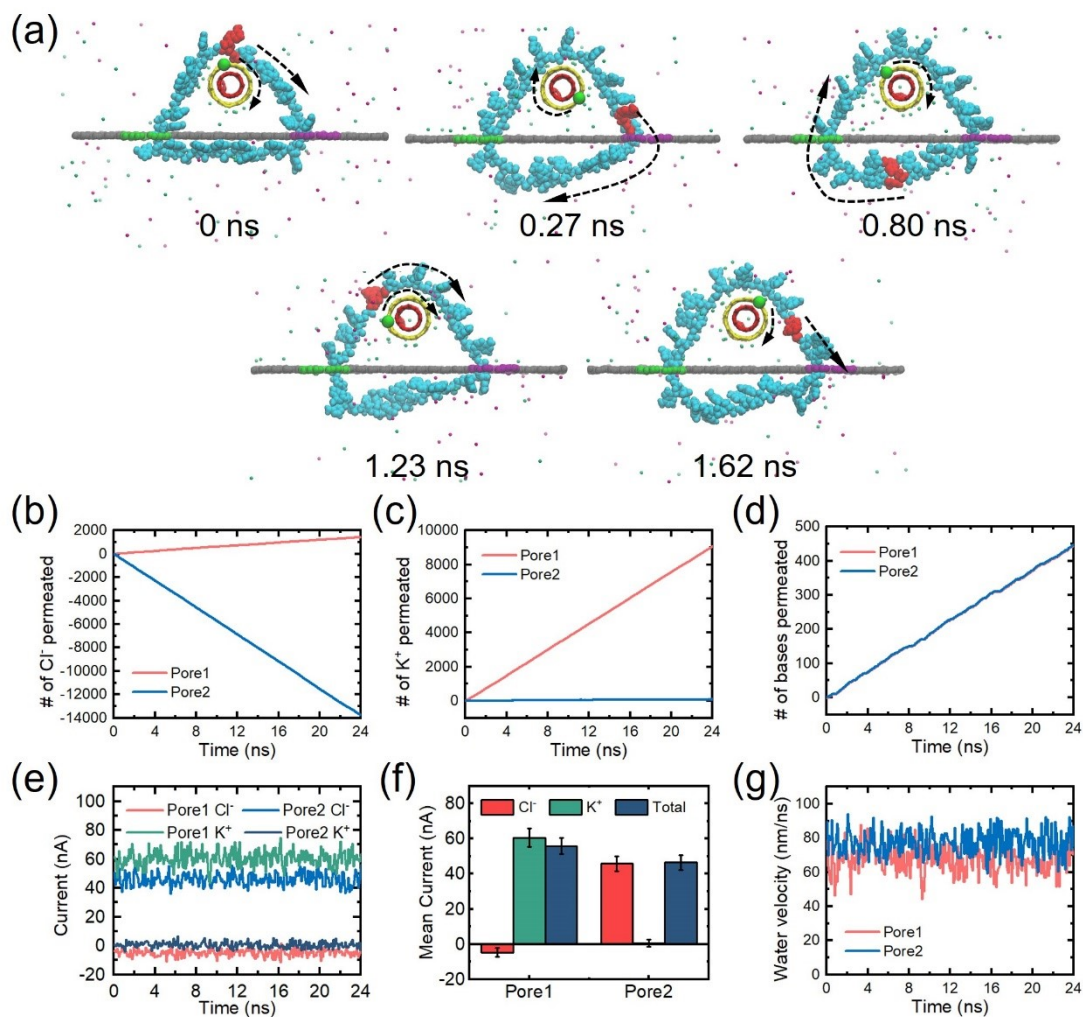 (a)
0 ns
0.27 ns
0.80 ns
1.23 ns
1.62 ns
(b)
# of Cl⁻ permeated
2000
0
-2000
-4000
-6000
-8000
-10000
-12000
-14000
Pore1
Pore2
0 4 8 12 16 20 24
Time (ns)
(c)
# of K⁺ permeated
10000
8000
6000
4000
2000
0
Pore1
Pore2
0 4 8 12 16 20 24
Time (ns)
(d)
# of bases permeated
500
400
300
200
100
0
Pore1
Pore2
0 4 8 12 16 20 24
Time (ns)
(e)
Current (nA)
100
80
60
40
20
0
-20
Pore1 Cl⁻ Pore2 Cl⁻
Pore1 K⁺ Pore2 K⁺
0 4 8 12 16 20 24
Time (ns)
(f)
Mean Current (nA)
80
60
40
20
0
-20
Cl⁻ K⁺ Total
Pore1 Pore2
(g)
Water velocity (nm/ns)
100
80
60
40
20
0
Pore1
Pore2
0 4 8 12 16 20 24
Time (ns)